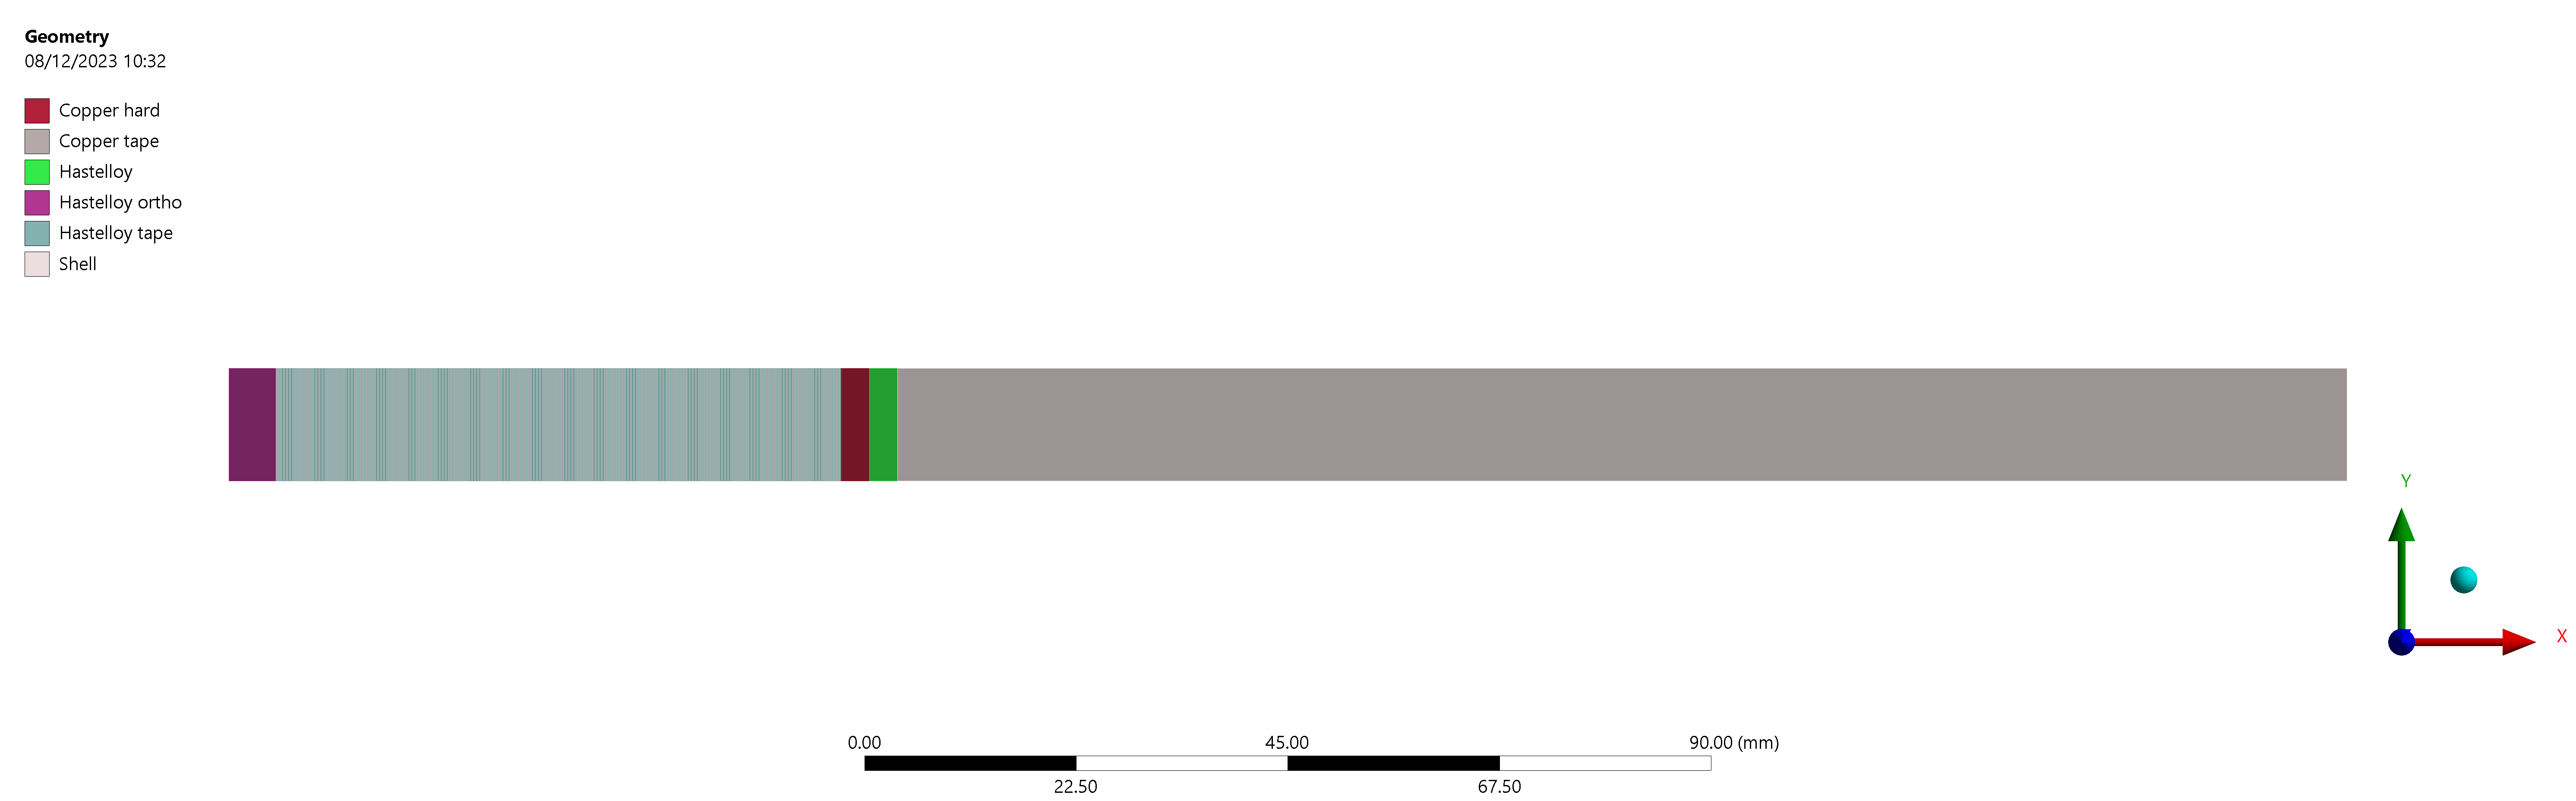 Geometry
08/12/2023 10:32
Copper hard
Copper tape
Hastelloy
Hastelloy ortho
Hastelloy tape
Shell
Y
X
0.00 45.00 90.00 (mm)
22.50 67.50